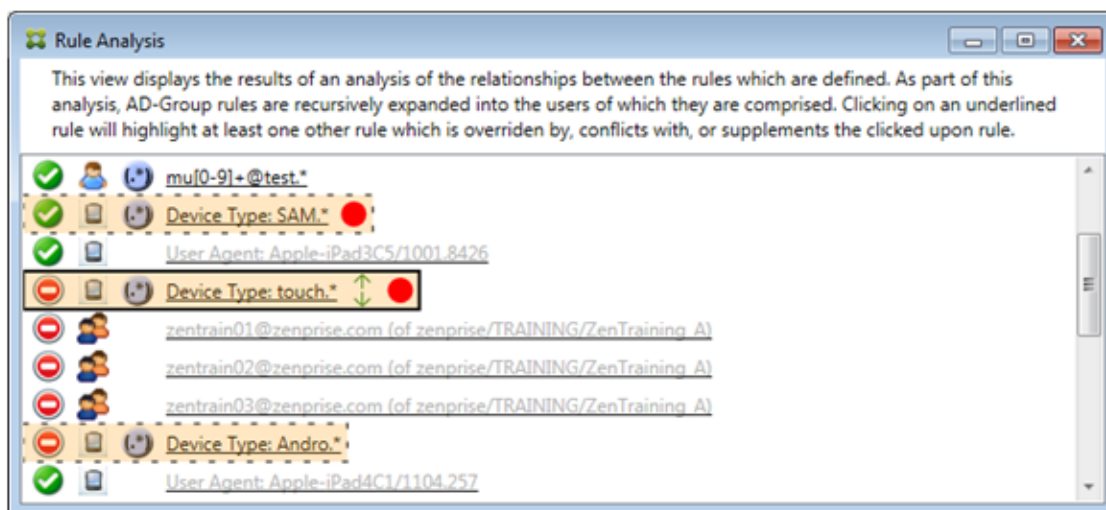 Rule Analysis
This view displays the results of an analysis of the relationships between the rules which are defined. As part of this
analysis, AD-Group rules are recursively expanded into the users of which they are comprised. Clicking on an underlined
rule will highlight at least one other rule which is overriden by, conflicts with, or supplements the clicked upon rule.
(.*) mu[0-9]+@test.*
(.*) Device Type: SAM.*
User Agent: Apple-iPad3C5/1001.8426
(.*) Device Type: touch.*
zentrain01@zenprise.com (of zenprise/TRAINING/ZenTraining_A)
zentrain02@zenprise.com (of zenprise/TRAINING/ZenTraining_A)
zentrain03@zenprise.com (of zenprise/TRAINING/ZenTraining_A)
(.*) Device Type: Andro.*
User Agent: Apple-iPad4C1/1104.257